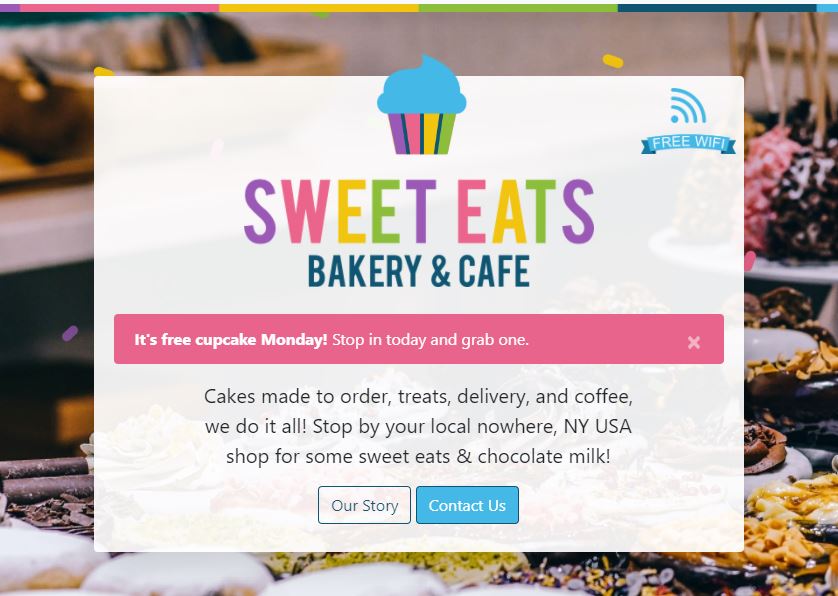 FREE WIFI
SWEET EATS
BAKERY & CAFE
It's free cupcake Monday! Stop in today and grab one.
×
Cakes made to order, treats, delivery, and coffee,
we do it all! Stop by your local nowhere, NY USA
shop for some sweet eats & chocolate milk!
Our Story
Contact Us